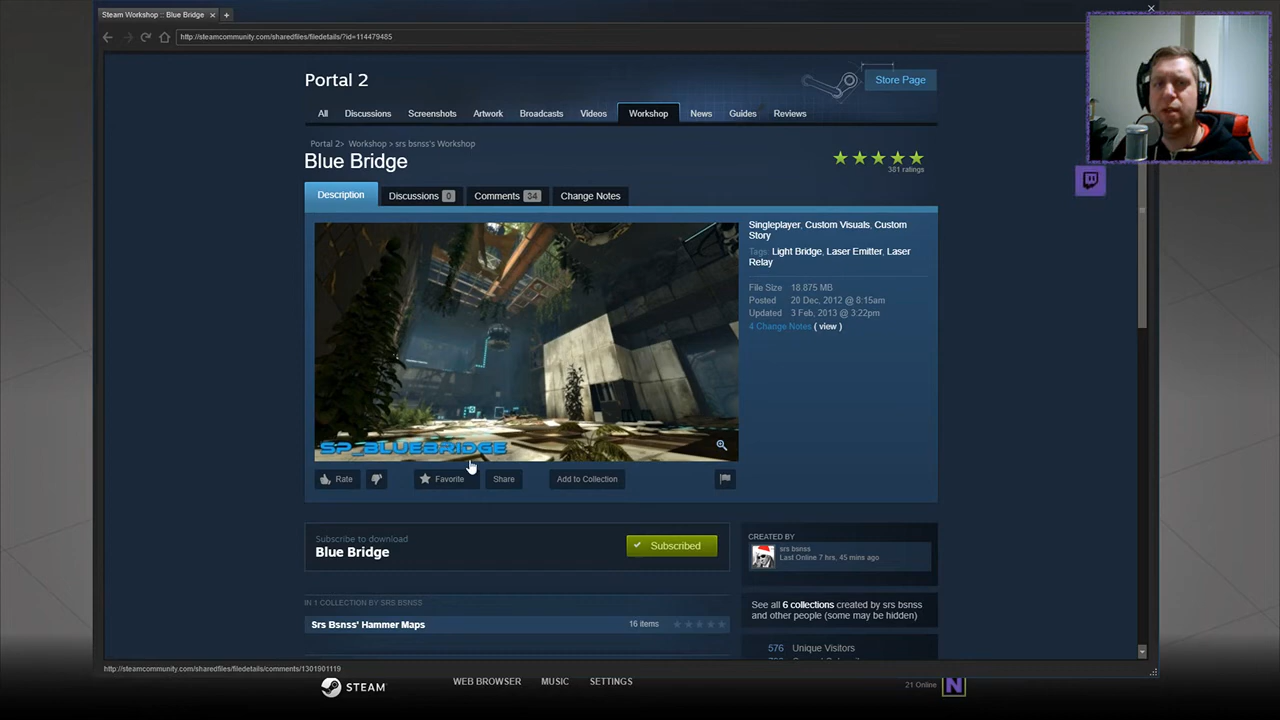 Steam Workshop :: Blue Bridge
http://steamcommunity.com/sharedfiles/filedetails/?id=114479485
Portal 2
Store Page
All Discussions Screenshots Artwork Broadcasts Videos Workshop News Guides Reviews
Portal 2> Workshop > srs bsnss's Workshop
Blue Bridge
381 ratings
Description Discussions 0 Comments 34 Change Notes
Singleplayer, Custom Visuals, Custom
Story
Tags: Light Bridge, Laser Emitter, Laser
Relay
File Size 18.875 MB
Posted 20 Dec, 2012 @ 8:15am
Updated 3 Feb, 2013 @ 3:22pm
4 Change Notes ( view )
SP_BLUEBRIDGE
Rate Favorite Share Add to Collection
Subscribe to download
Blue Bridge
Subscribed
CREATED BY
srs bsnss
Last Online 7 hrs, 45 mins ago
IN 1 COLLECTION BY SRS BSNSS
Srs Bsnss' Hammer Maps 16 items
See all 6 collections created by srs bsnss
and other people (some may be hidden)
576 Unique Visitors
http://steamcommunity.com/sharedfiles/filedetails/comments/1301901119
STEAM WEB BROWSER MUSIC SETTINGS 21 Online N